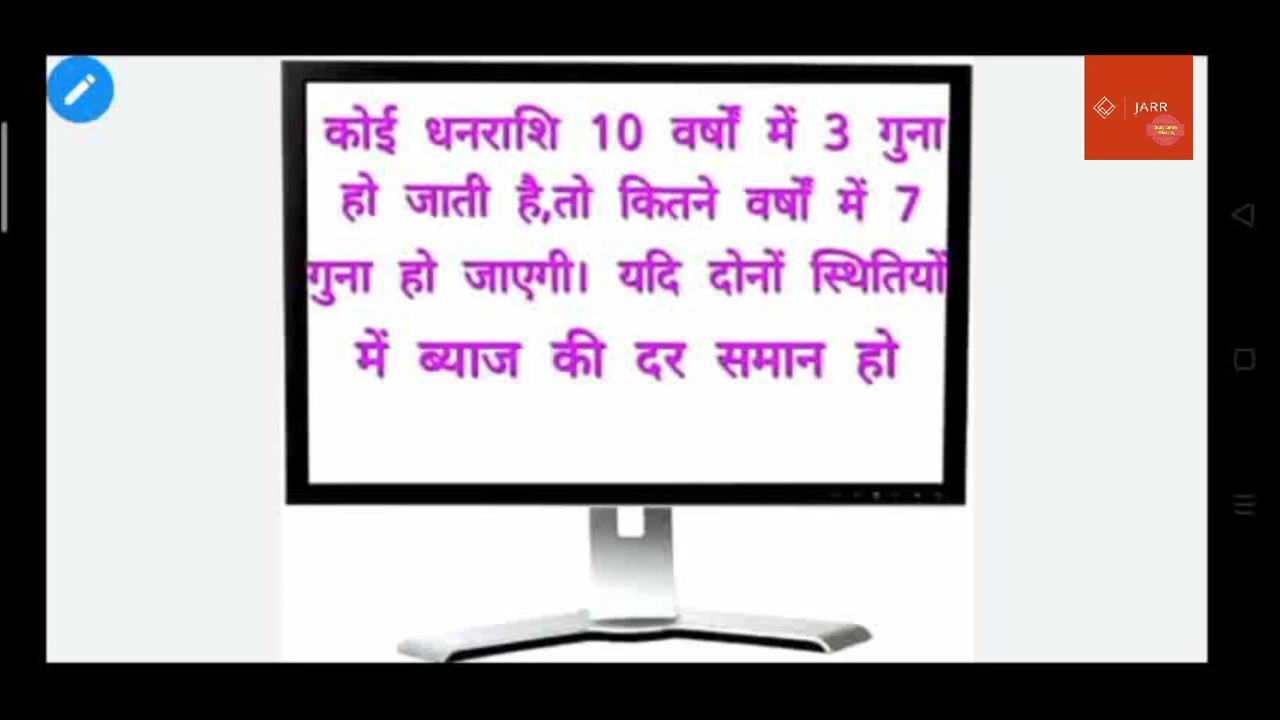 JARR
कोई धनराशि 10 वर्षों में 3 गुना
हो जाती है,तो कितने वर्षों में 7
गुना हो जाएगी। यदि दोनों स्थितियों
में ब्याज की दर समान हो